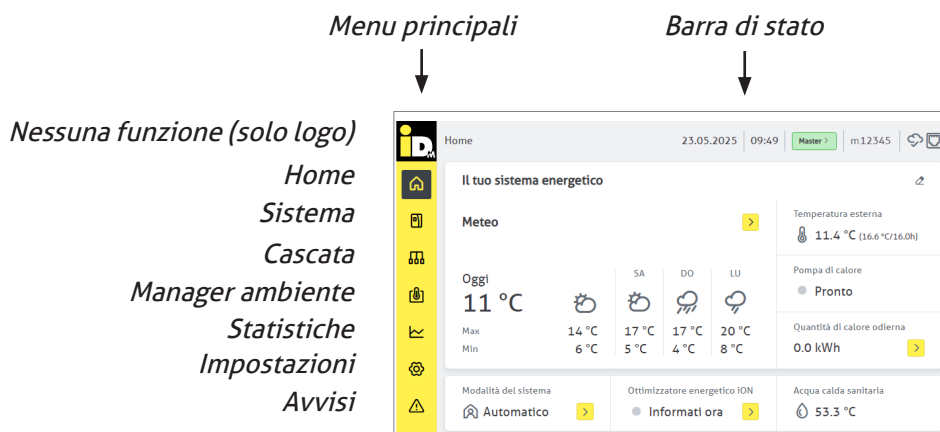 Menu principali
Barra di stato
Nessuna funzione (solo logo)
Home
Sistema
Cascata
Manager ambiente
Statistiche
Impostazioni
Avvisi
iDM
Home 23.05.2025 09:49 Master > m12345
Il tuo sistema energetico
Meteo
Temperatura esterna
11.4 °C (16.6 °C/16.0h)
Oggi SA DO LU
11 °C
Max 14 °C 17 °C 17 °C 20 °C
Min 6 °C 5 °C 4 °C 8 °C
Pompa di calore
Pronto
Quantità di calore odierna
0.0 kWh
Modalità del sistema
Automatico
Ottimizzatore energetico iON
Informati ora
Acqua calda sanitaria
53.3 °C